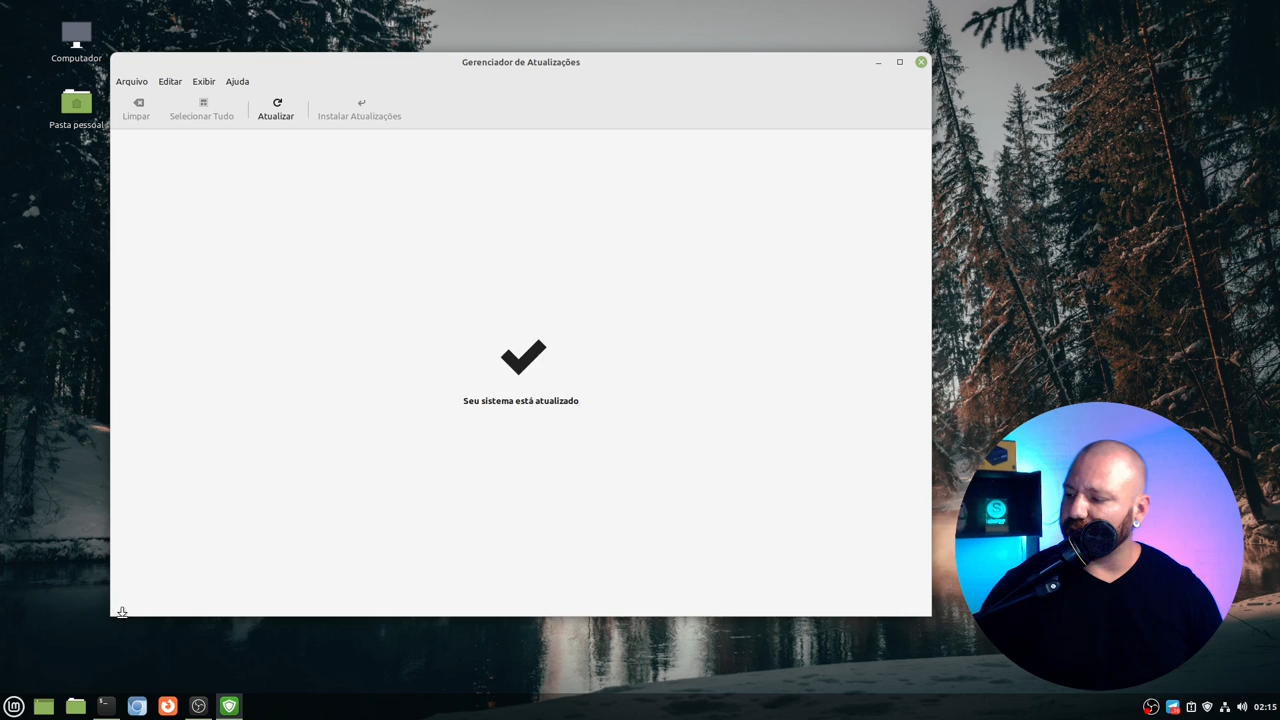 Computador
Pasta pessoal
Gerenciador de Atualizações
Arquivo Editar Exibir Ajuda
Limpar Selecionar Tudo Atualizar Instalar Atualizações
Seu sistema está atualizado
02:15